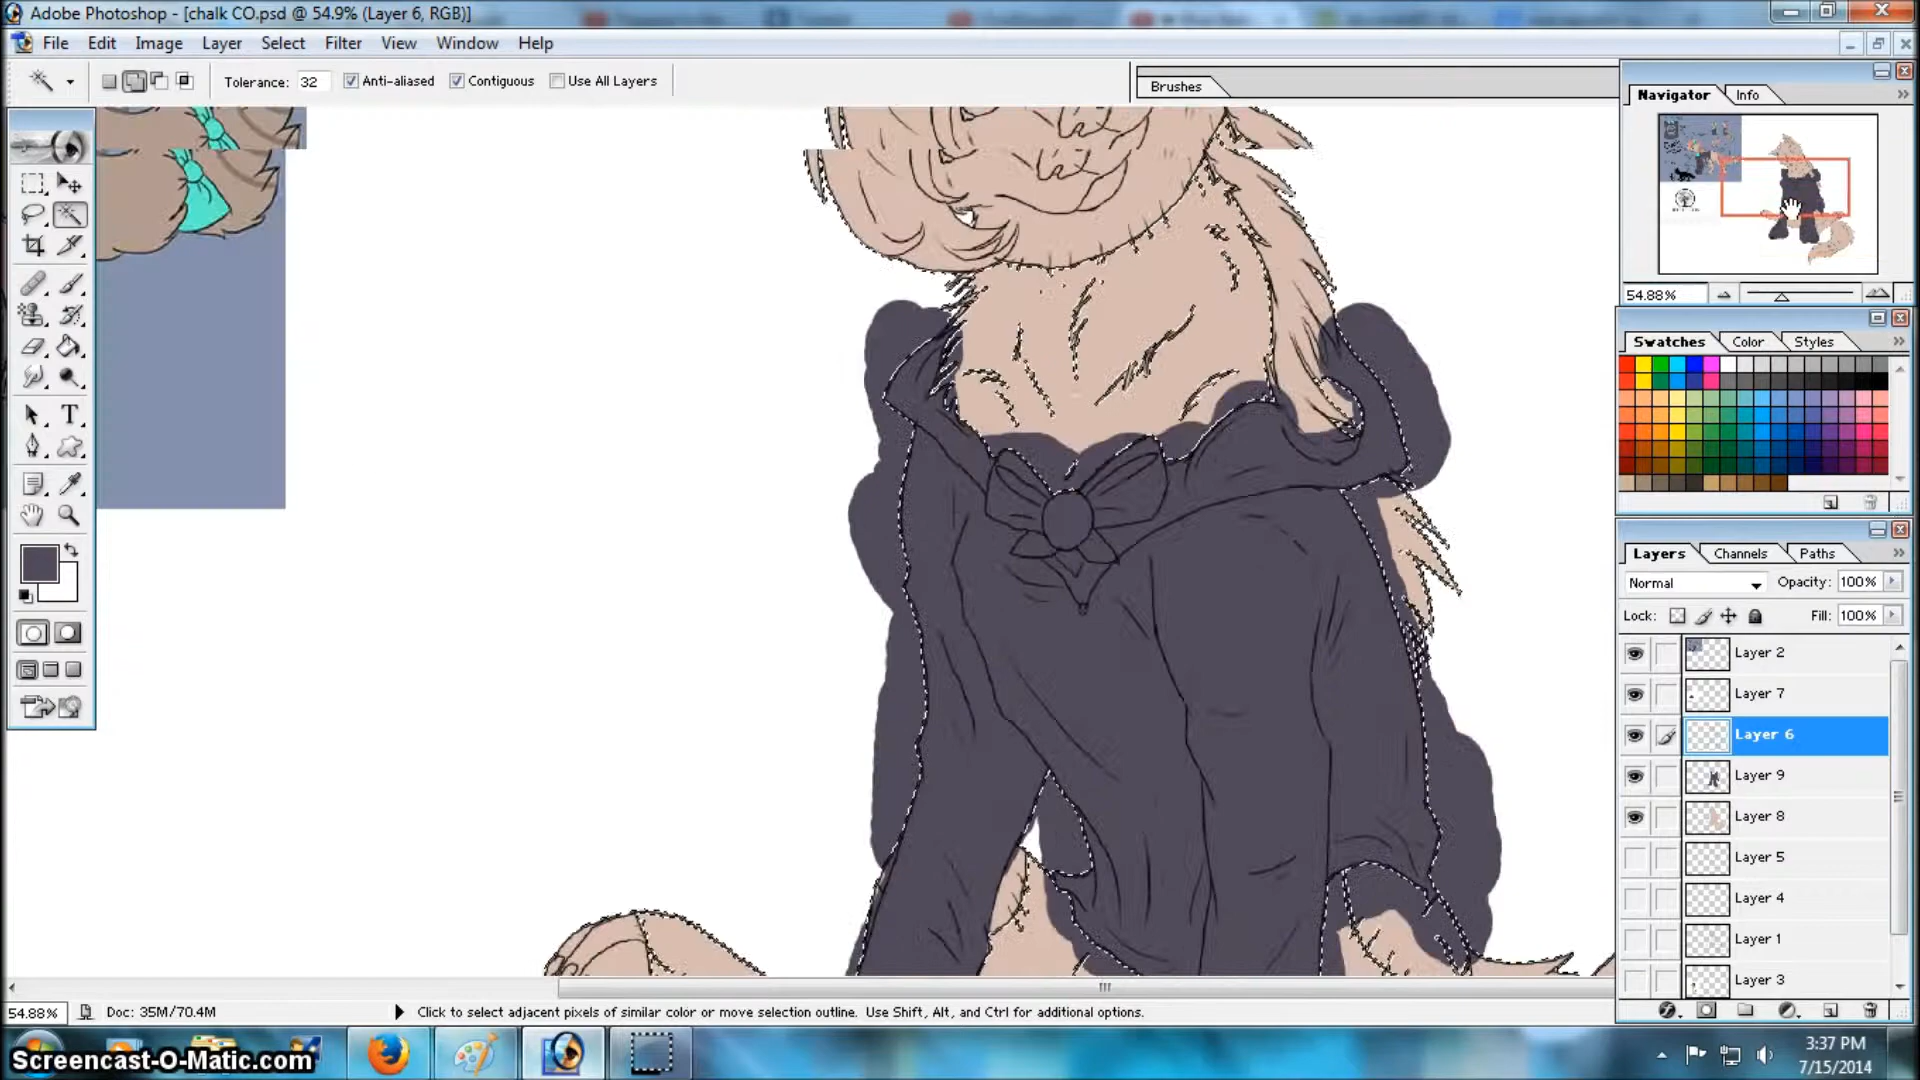 Adobe Photoshop - [chalk CO.psd @ 54.9% (Layer 6, RGB)]
File Edit Image Layer Select Filter View Window Help
Tolerance: 32 Anti-aliased Contiguous Use All Layers
Brushes
Navigator Info
54.88%
Swatches Color Styles
Layers Channels Paths
Normal Opacity: 100%
Lock: Fill: 100%
Layer 2
Layer 7
Layer 6
Layer 9
Layer 8
Layer 5
Layer 4
Layer 1
Layer 3
54.88% Doc: 35M/70.4M Click to select adjacent pixels of similar color or move selection outline. Use Shift, Alt, and Ctrl for additional options.
Screencast-O-Matic.com
3:37 PM
7/15/2014